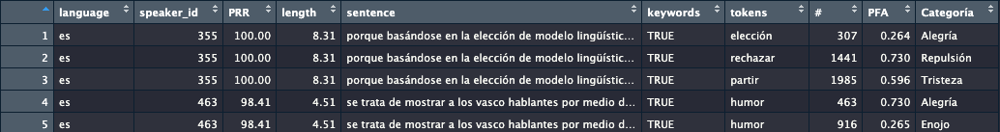 language speaker_id PRR length sentence keywords tokens # PFA Categoría
1 es 355 100.00 8.31 porque basándose en la elección de modelo lingüístic... TRUE elección 307 0.264 Alegría
2 es 355 100.00 8.31 porque basándose en la elección de modelo lingüístic... TRUE rechazar 1441 0.730 Repulsión
3 es 355 100.00 8.31 porque basándose en la elección de modelo lingüístic... TRUE partir 1985 0.596 Tristeza
4 es 463 98.41 4.51 se trata de mostrar a los vasco hablantes por medio d... TRUE humor 463 0.730 Alegría
5 es 463 98.41 4.51 se trata de mostrar a los vasco hablantes por medio d... TRUE humor 916 0.265 Enojo